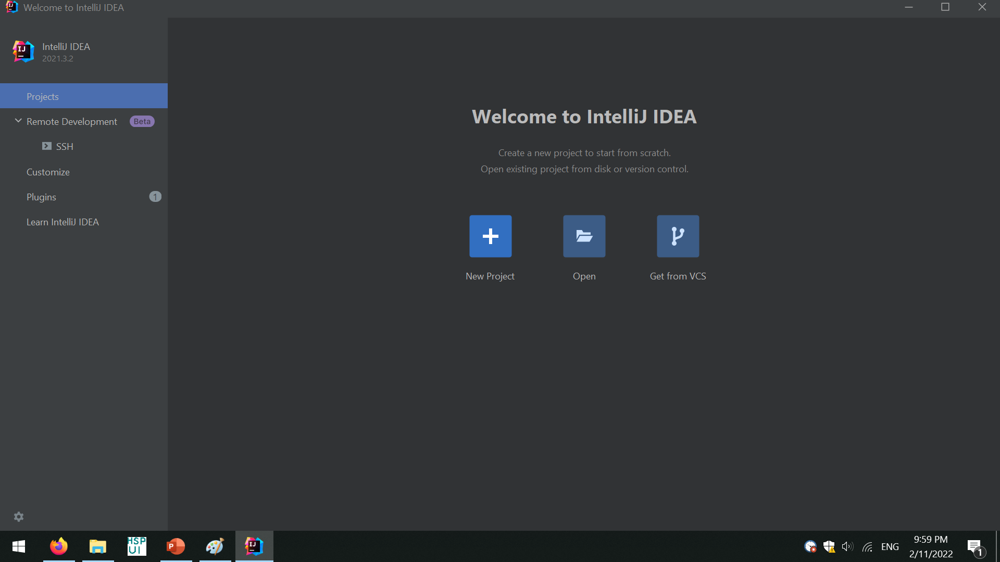 Welcome to IntelliJ IDEA
IJ
IntelliJ IDEA
2021.3.2
Projects
Remote Development Beta
SSH
Customize
Plugins 1
Learn IntelliJ IDEA
Welcome to IntelliJ IDEA
Create a new project to start from scratch.
Open existing project from disk or version control.
New Project Open Get from VCS
HSP
UI
P
IJ
ENG
9:59 PM
2/11/2022
1